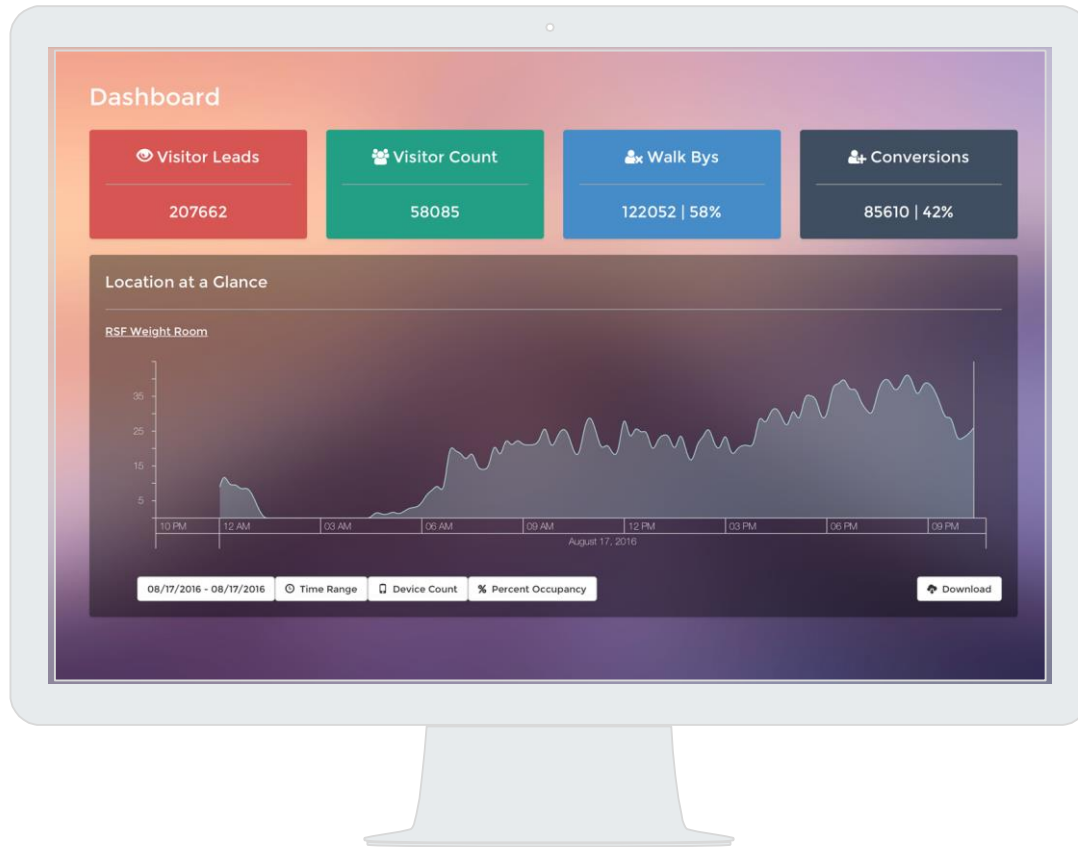 Dashboard
Visitor Leads
207662
Visitor Count
58085
Walk Bys
122052 | 58%
Conversions
85610 | 42%
Location at a Glance
RSF Weight Room
35
25
15
5
10 PM 12 AM 03 AM 06 AM 09 AM 12 PM 03 PM 06 PM 09 PM
August 17, 2016
08/17/2016 - 08/17/2016 Time Range Device Count % Percent Occupancy Download